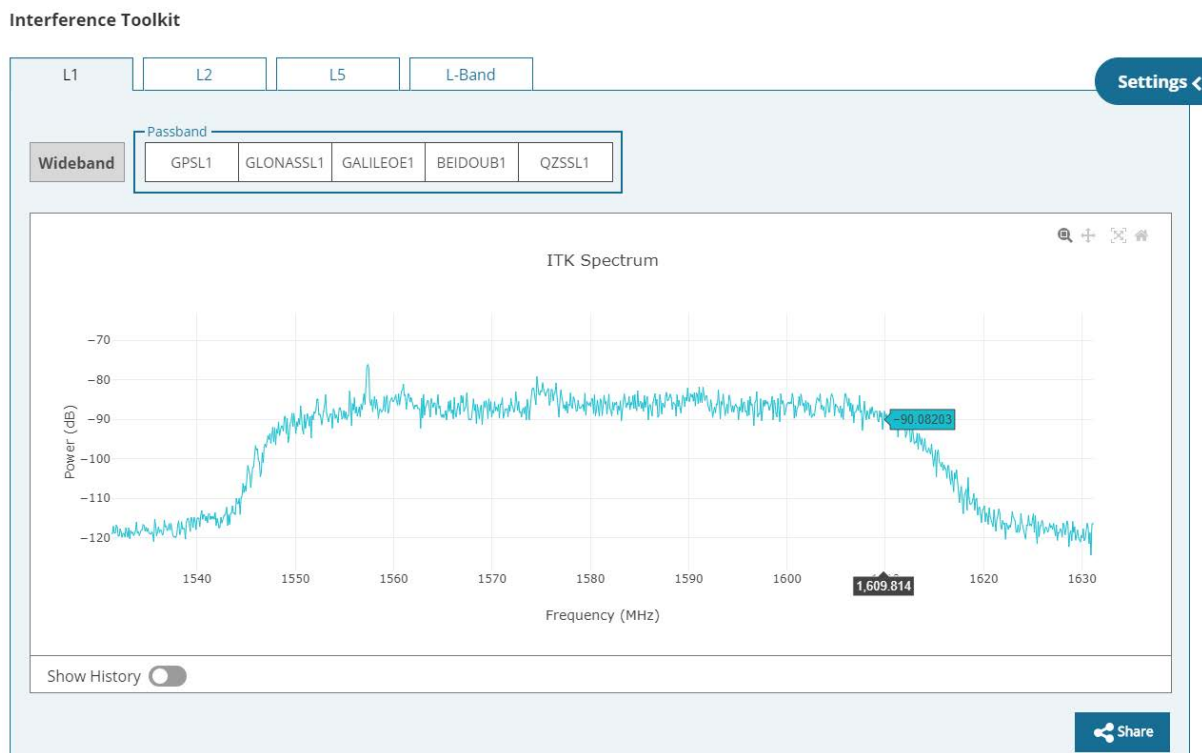 Interference Toolkit
L1 L2 L5 L-Band
Settings
Passband
Wideband GPSL1 GLONASSL1 GALILEOE1 BEIDOUB1 QZSSL1
ITK Spectrum
−70
−80
−90
−100
−110
−120
Power (dB)
−90.08203
1540 1550 1560 1570 1580 1590 1600 1620 1630
1,609.814
Frequency (MHz)
Show History
Share